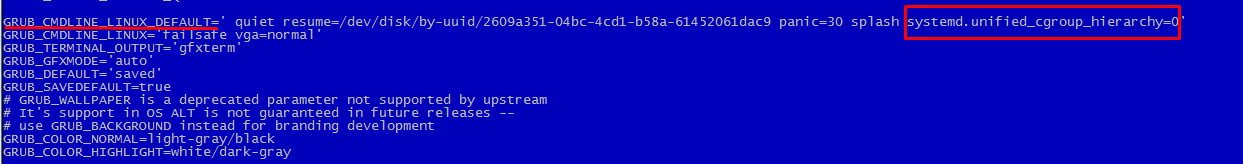 GRUB_CMDLINE_LINUX_DEFAULT=' quiet resume=/dev/disk/by-uuid/2609a351-04bc-4cd1-b58a-61452061dac9 panic=30 splash systemd.unified_cgroup_hierarchy=0'
GRUB_CMDLINE_LINUX='failsafe vga=normal'
GRUB_TERMINAL_OUTPUT='gfxterm'
GRUB_GFXMODE='auto'
GRUB_DEFAULT='saved'
GRUB_SAVEDEFAULT=true
# GRUB_WALLPAPER is a deprecated parameter not supported by upstream
# It's support in OS ALT is not guaranteed in future releases --
# use GRUB_BACKGROUND instead for branding development
GRUB_COLOR_NORMAL=light-gray/black
GRUB_COLOR_HIGHLIGHT=white/dark-gray